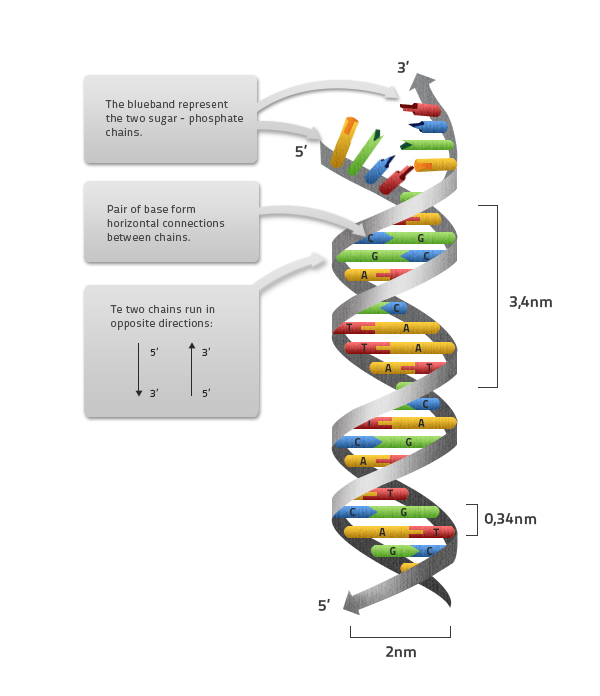 3′
The blueband represent
the two sugar - phosphate
chains.
5′
Pair of base form
horizontal connections
between chains.
C G
G C
A
Te two chains run in
opposite directions:
5′ 3′
3′ 5′
3,4nm
C
T A
T A
A T
C
T A
C G
A
T
C G
0,34nm
A T
G C
5′
2nm